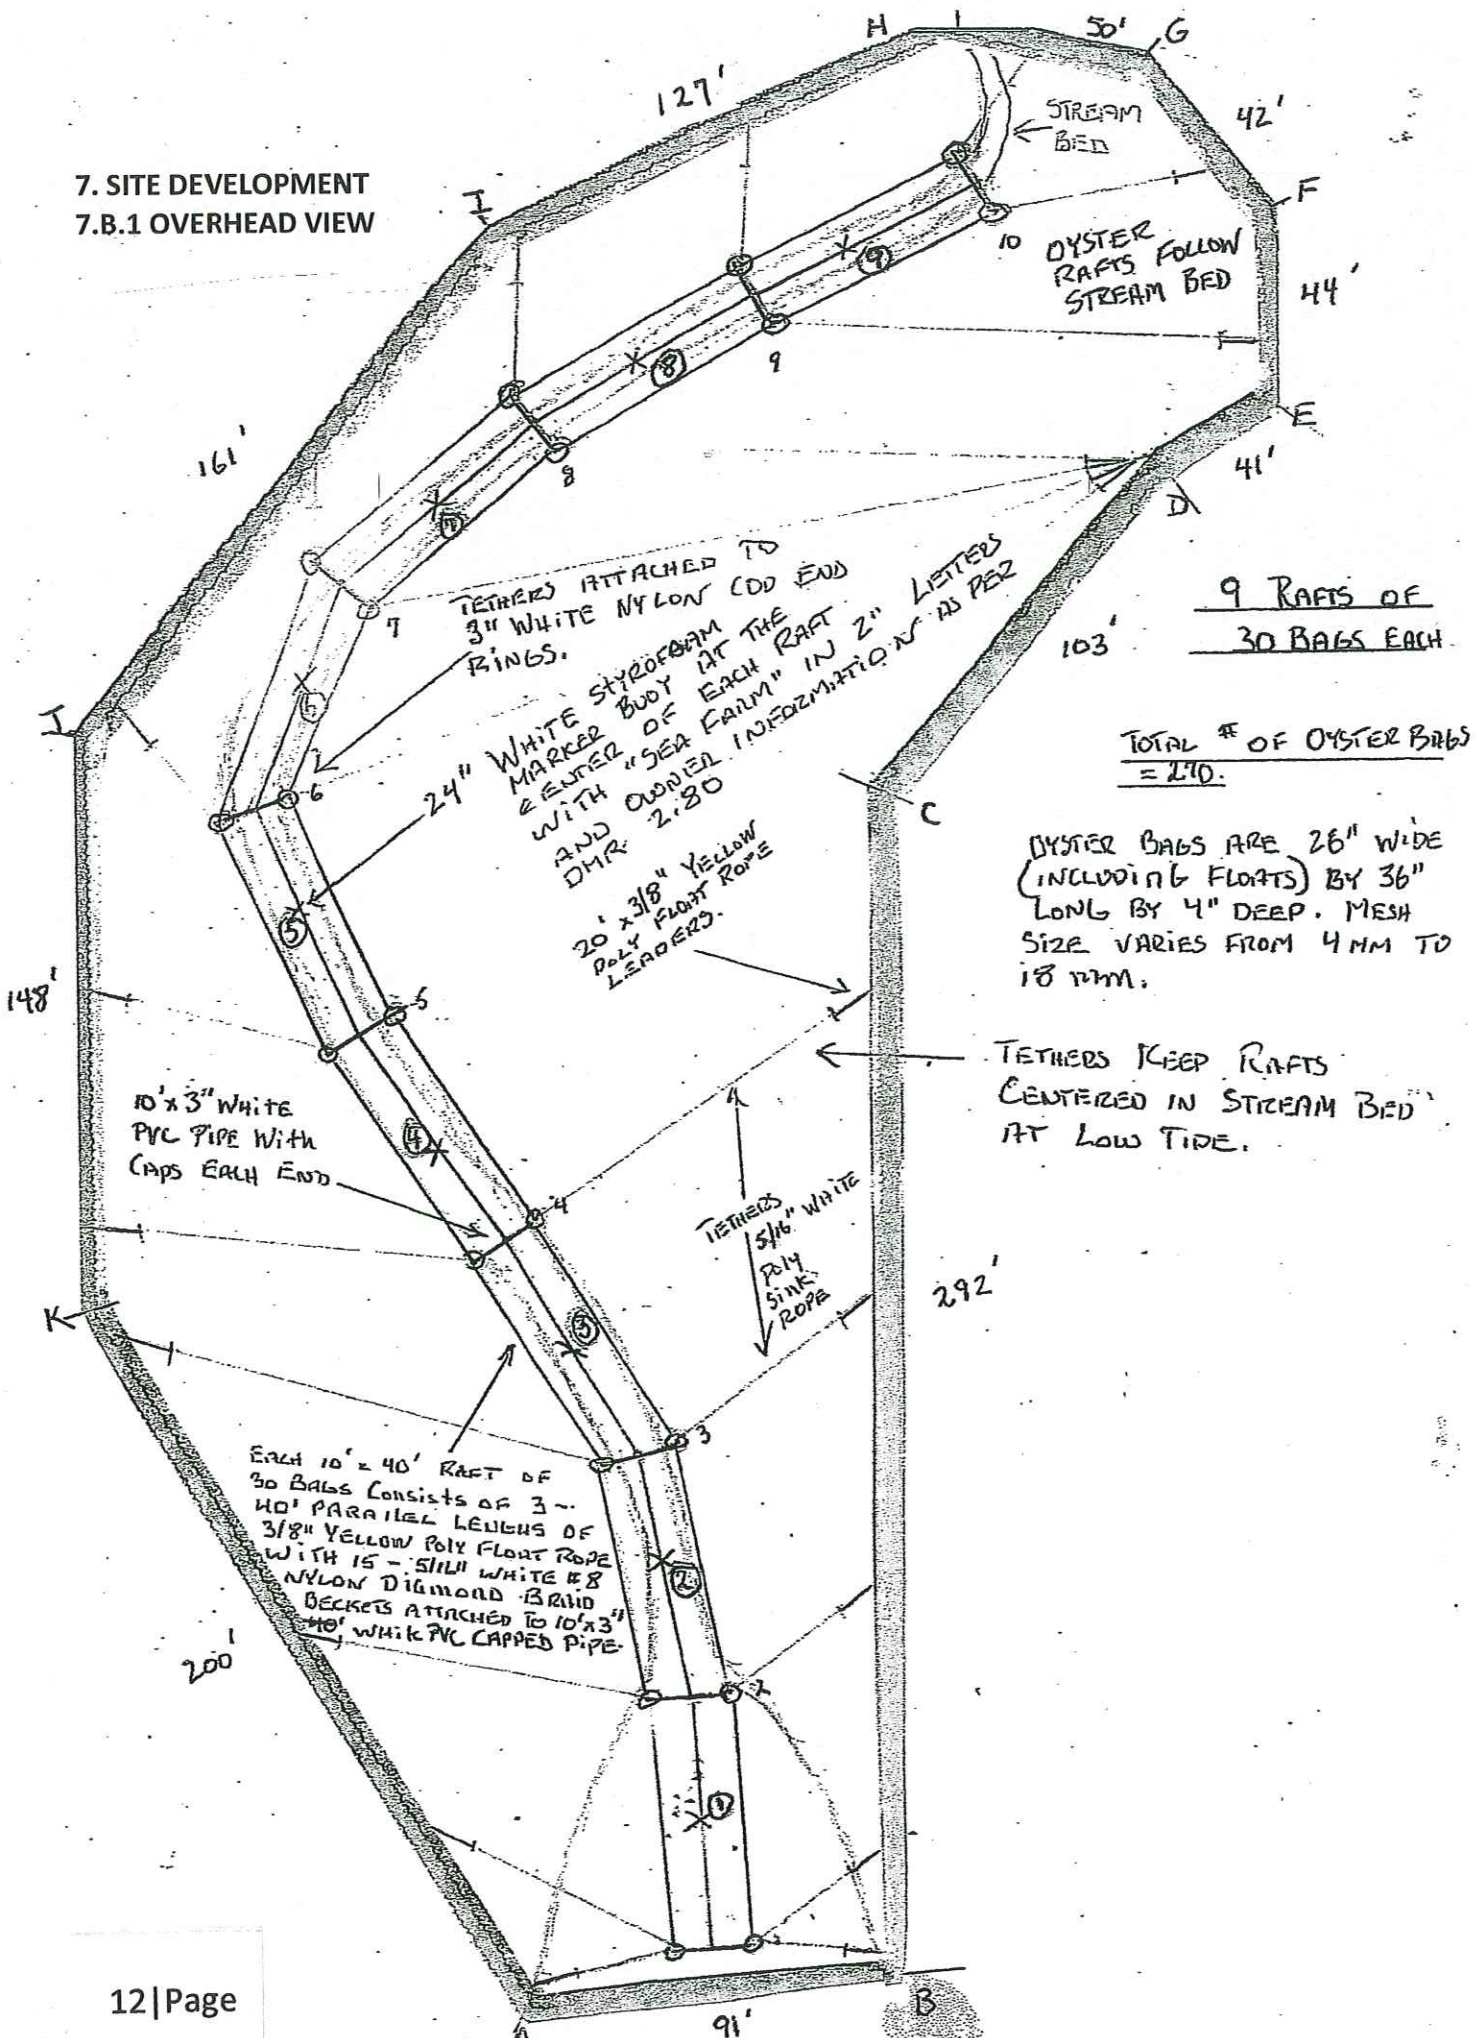 7. SITE DEVELOPMENT
7.B.1 OVERHEAD VIEW
H
50'
G
127'
42'
STREAM
BED
I
F
10
OYSTER
RAFTS FOLLOW
STREAM BED
44'
9
8
9
E
161'
41'
8
D
7
7
TETHERS ATTACHED TO
3" WHITE NYLON COD END
RINGS.
24" WHITE STYROFOAM
MARKER BUOY AT THE
CENTER OF EACH RAFT
WITH "SEA FARM" IN 2" LETTERS
AND OWNER INFORMATION AS PER
DMR 2.80
9 RAFTS OF
30 BAGS EACH
103'
TOTAL # OF OYSTER BAGS
= 270.
J
6
6
C
20' x 3/8" YELLOW
POLY FLOAT ROPE
LEADERS.
OYSTER BAGS ARE 26" WIDE
(INCLUDING FLOATS) BY 36"
LONG BY 4" DEEP. MESH
SIZE VARIES FROM 4 MM TO
18 MM.
5
148'
5
TETHERS KEEP RAFTS
CENTERED IN STREAM BED
AT LOW TIDE.
10' x 3" WHITE
PVC PIPE WITH
CAPS EACH END
4
4
TETHERS
5/16" WHITE
POLY
SINK
ROPE
292'
K
3
3
EACH 10' x 40' RAFT OF
30 BAGS CONSISTS OF 3 -
40' PARALLEL LENGHS OF
3/8" YELLOW POLY FLOAT ROPE
WITH 15 - WHITE #8
NYLON DIAMOND BRAID
BECKETS ATTACHED TO 10' x 3"
WHITE PVC CAPPED PIPE.
2
200'
2
1
12|Page
A
91'
B